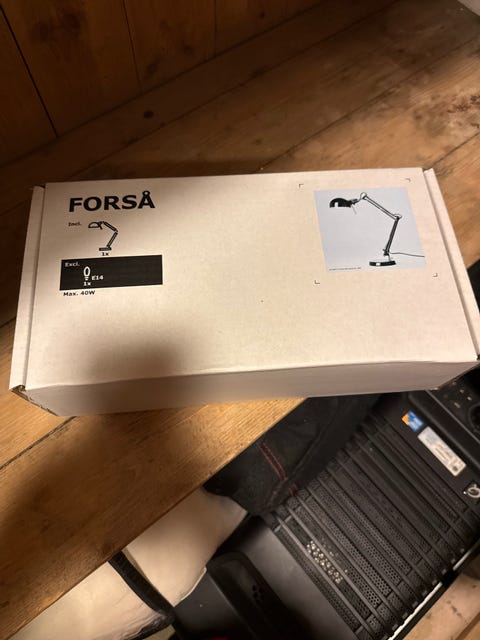 FORSÅ
Incl.
1x
Excl.
E14
1x
Max. 40W